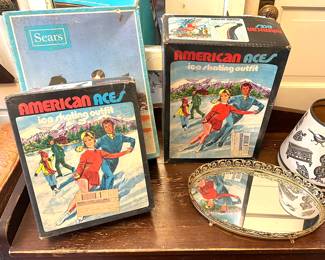 Sears
AMERICAN ACES
ice skating outfit
AMERICAN ACES
ice skating outfit